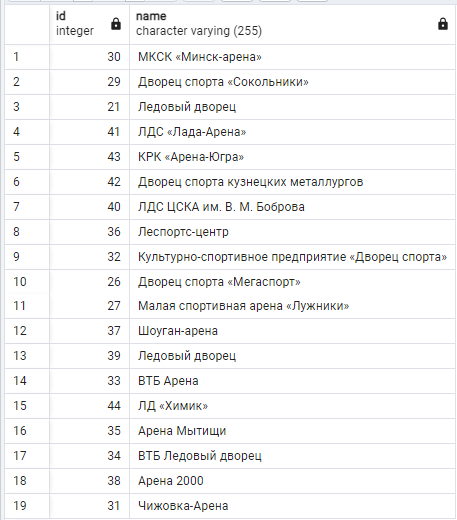 id name
integer character varying (255)
1 30 МКСК «Минск-арена»
2 29 Дворец спорта «Сокольники»
3 21 Ледовый дворец
4 41 ЛДС «Лада-Арена»
5 43 КРК «Арена-Югра»
6 42 Дворец спорта кузнецких металлургов
7 40 ЛДС ЦСКА им. В. М. Боброва
8 36 Леспортс-центр
9 32 Культурно-спортивное предприятие «Дворец спорта»
10 26 Дворец спорта «Мегаспорт»
11 27 Малая спортивная арена «Лужники»
12 37 Шоуган-арена
13 39 Ледовый дворец
14 33 ВТБ Арена
15 44 ЛД «Химик»
16 35 Арена Мытищи
17 34 ВТБ Ледовый дворец
18 38 Арена 2000
19 31 Чижовка-Арена